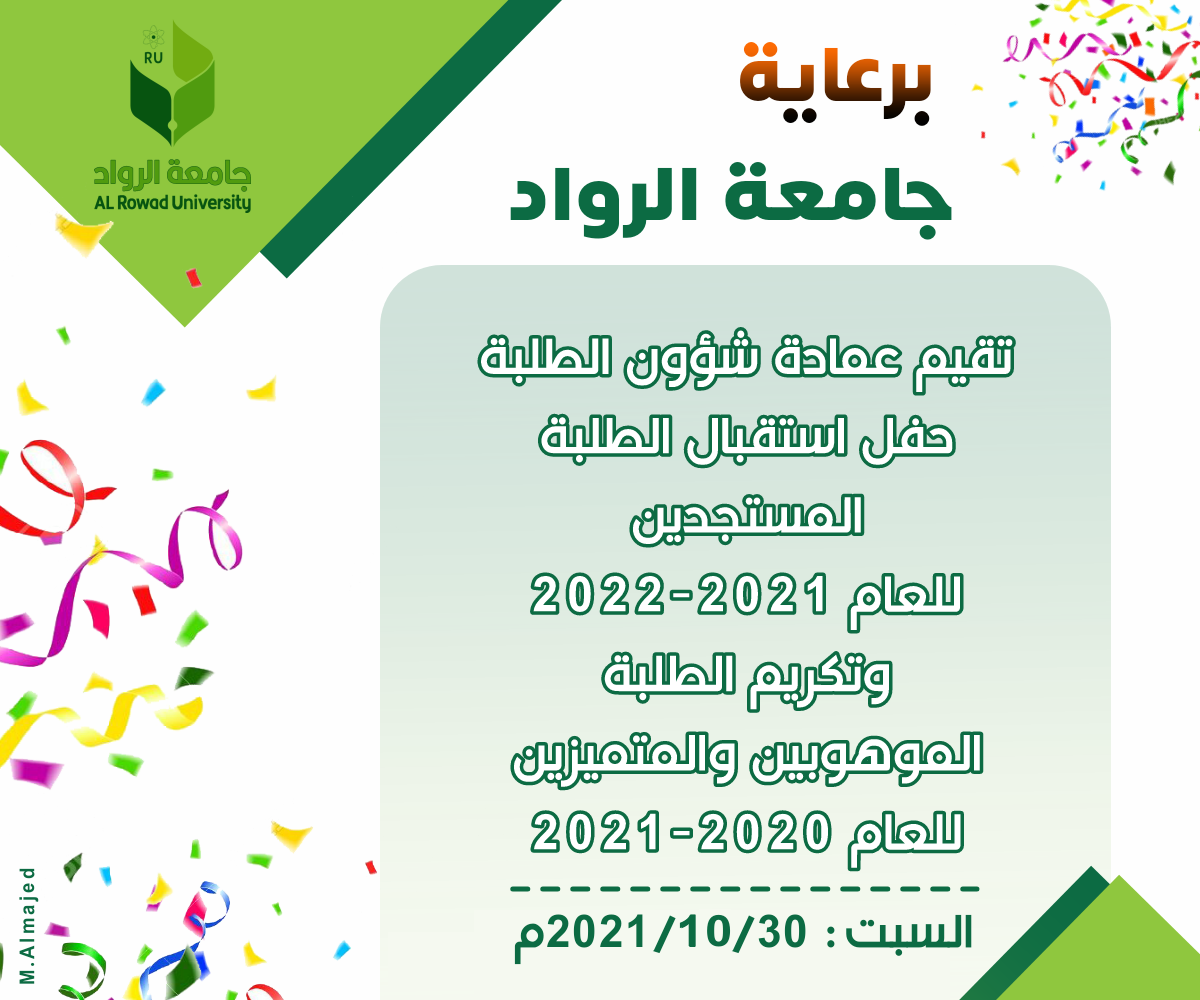 RU
جامعة الرواد
AL Rowad University
برعاية
جامعة الرواد
تقيم عمادة شؤون الطلبة
حفل استقبال الطلبة
المستجدين
للعام 2021-2022
وتكريم الطلبة
الموهوبين والمتميزين
للعام 2020-2021
السبت : 2021/10/30م
M.Almajed